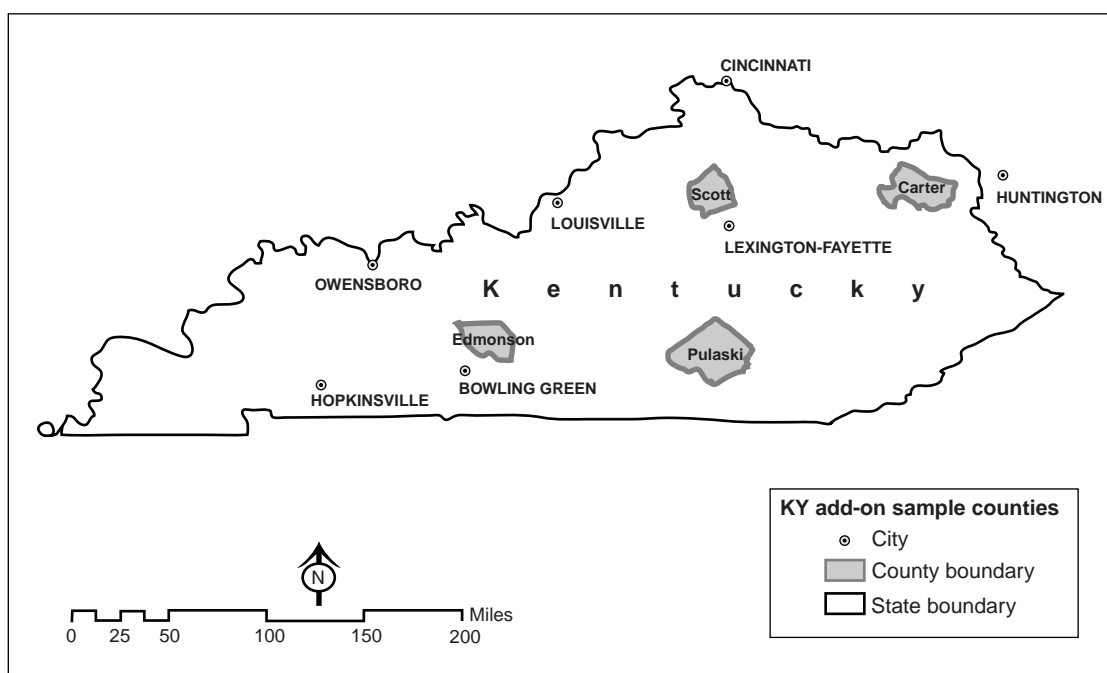 CINCINNATI
Scott
Carter
HUNTINGTON
LOUISVILLE
LEXINGTON-FAYETTE
OWENSBORO
K e n t u c k y
Edmonson
Pulaski
BOWLING GREEN
HOPKINSVILLE
KY add-on sample counties
City
County boundary
State boundary
N
Miles
0 25 50 100 150 200